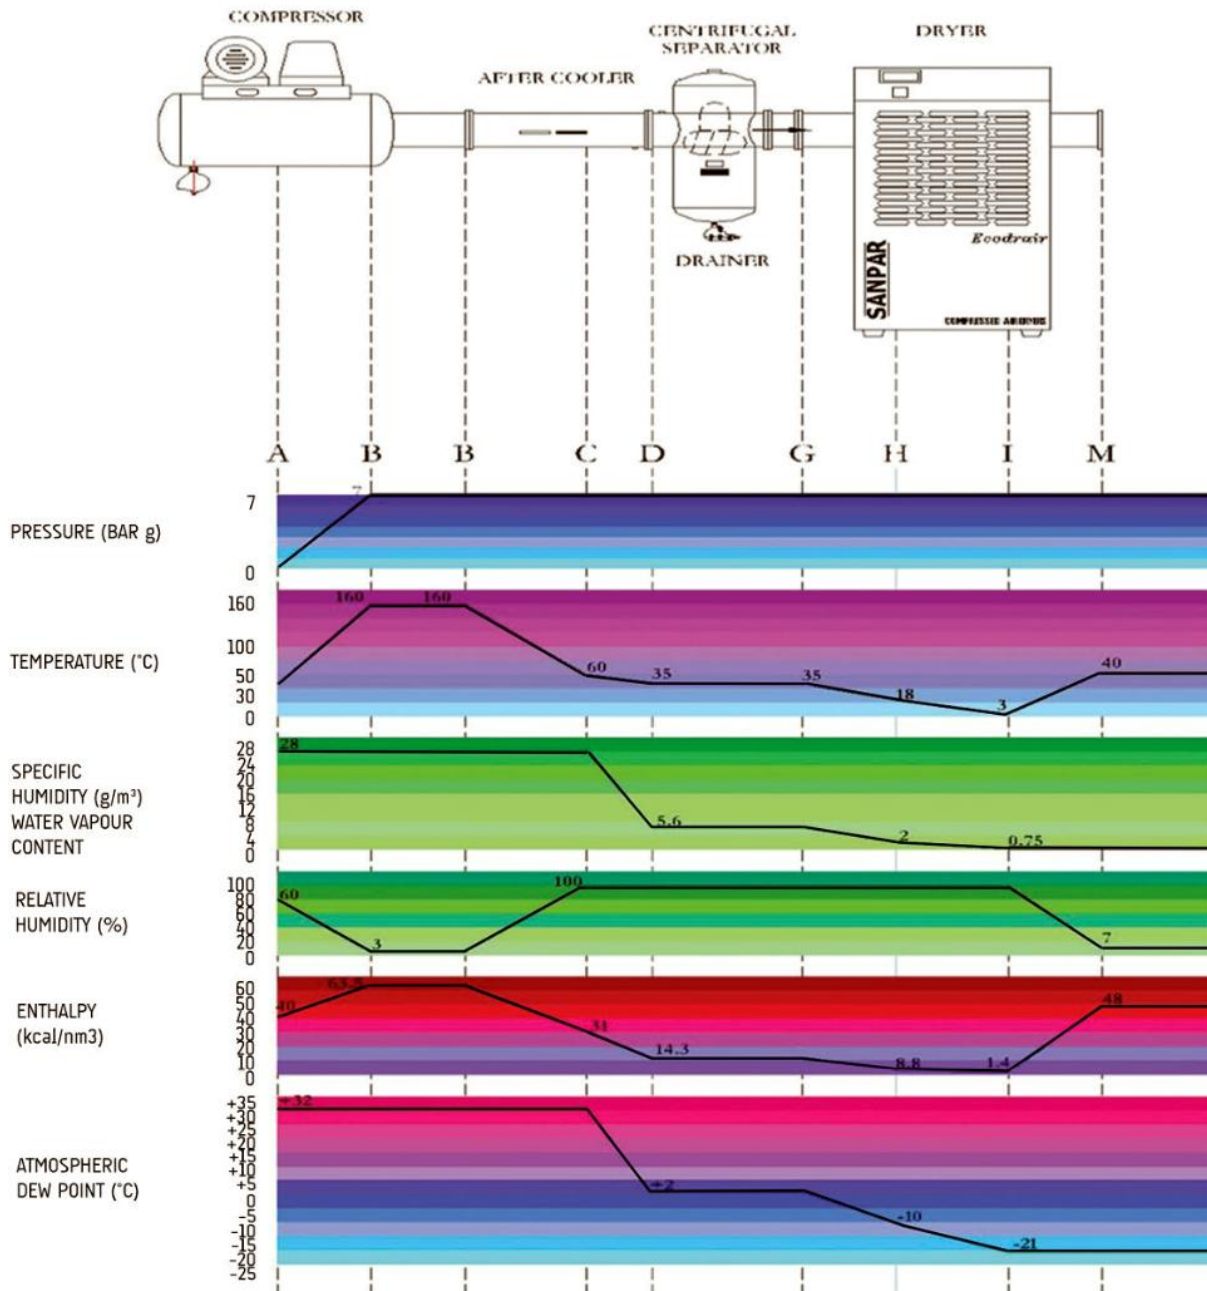 COMPRESSOR
CENTRIFUGAL
SEPARATOR
DRYER
AFTER COOLER
DRAINER
SANPAR
Ecodrair
COMPRESSED AIR DRYERS
A B B C D G H I M
PRESSURE (BAR g)
7
0
7
TEMPERATURE (°C)
160
100
50
30
0
160 160 60 35 35 18 3 40
SPECIFIC
HUMIDITY (g/m³)
WATER VAPOUR
CONTENT
28
24
20
16
12
8
4
0
28 5.6 2 0.75
RELATIVE
HUMIDITY (%)
100
80
60
40
20
0
60 3 100 7
ENTHALPY
(kcal/nm3)
60
50
40
30
20
10
0
40 63.5 31 14.3 8.8 1.4 48
ATMOSPHERIC
DEW POINT (°C)
+35
+30
+25
+20
+15
+10
+5
0
-5
-10
-15
-20
-25
+32 +2 -10 -21